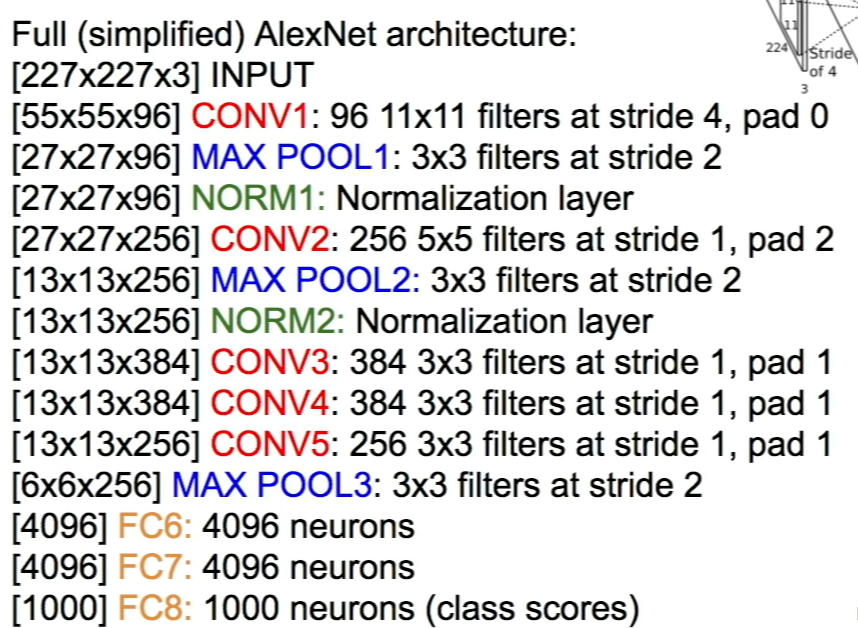 Full (simplified) AlexNet architecture:
[227x227x3] INPUT
[55x55x96] CONV1: 96 11x11 filters at stride 4, pad 0
[27x27x96] MAX POOL1: 3x3 filters at stride 2
[27x27x96] NORM1: Normalization layer
[27x27x256] CONV2: 256 5x5 filters at stride 1, pad 2
[13x13x256] MAX POOL2: 3x3 filters at stride 2
[13x13x256] NORM2: Normalization layer
[13x13x384] CONV3: 384 3x3 filters at stride 1, pad 1
[13x13x384] CONV4: 384 3x3 filters at stride 1, pad 1
[13x13x256] CONV5: 256 3x3 filters at stride 1, pad 1
[6x6x256] MAX POOL3: 3x3 filters at stride 2
[4096] FC6: 4096 neurons
[4096] FC7: 4096 neurons
[1000] FC8: 1000 neurons (class scores)
11
224
Stride
of 4
3